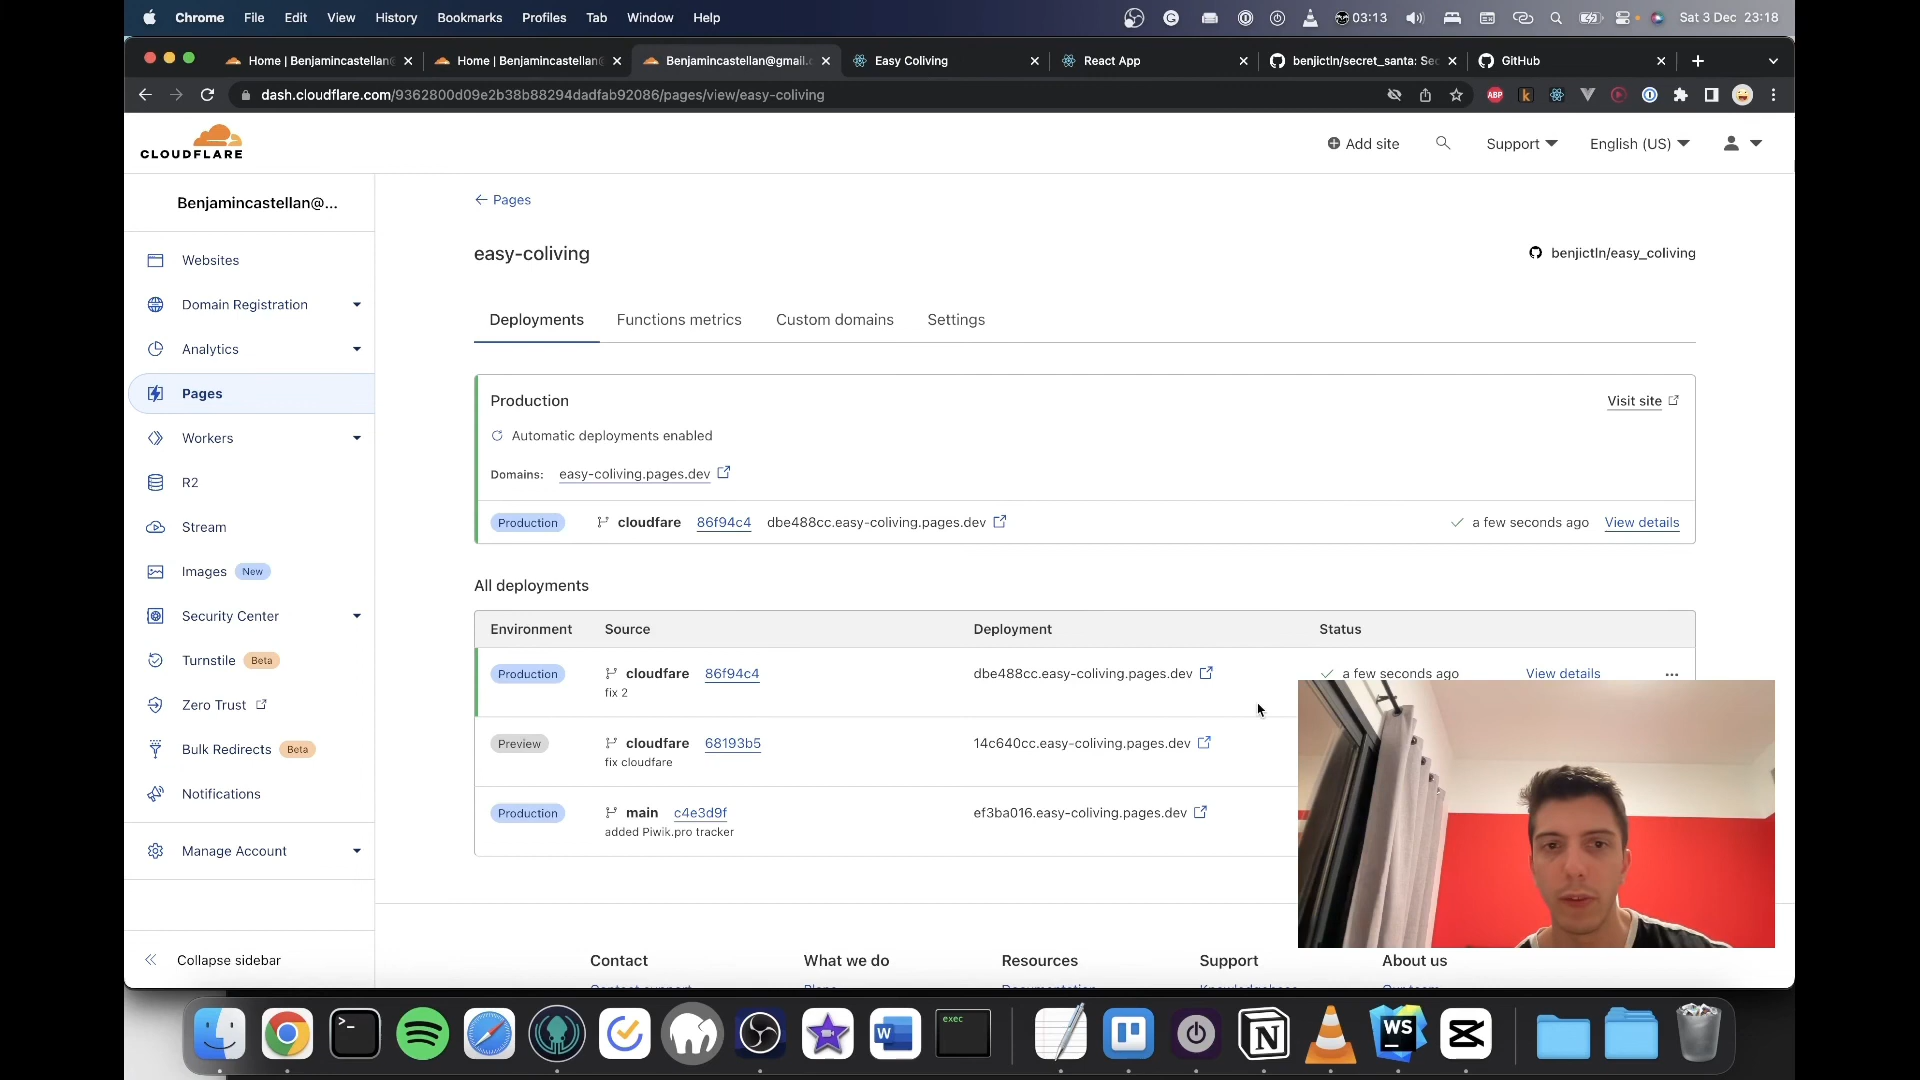 Chrome File Edit View History Bookmarks Profiles Tab Window Help 03:13 Sat 3 Dec 23:18
Home | Benjamincastellan@ Home | Benjamincastellan@ Benjamincastellan@gmail. Easy Coliving React App benjictln/secret_santa: Sec GitHub
dash.cloudflare.com/9362800d09e2b38b88294dadfab92086/pages/view/easy-coliving ABP
CLOUDFLARE
Add site Support English (US)
Benjamincastellan@...
Websites
Domain Registration
Analytics
Pages
Workers
R2
Stream
Images New
Security Center
Turnstile Beta
Zero Trust
Bulk Redirects Beta
Notifications
Manage Account
Collapse sidebar
← Pages
easy-coliving
benjictln/easy_coliving
Deployments Functions metrics Custom domains Settings
Production
Visit site
Automatic deployments enabled
Domains: easy-coliving.pages.dev
Production cloudfare 86f94c4 dbe488cc.easy-coliving.pages.dev a few seconds ago View details
All deployments
Environment Source Deployment Status
Production cloudfare 86f94c4 dbe488cc.easy-coliving.pages.dev a few seconds ago View details ...
fix 2
Preview cloudfare 68193b5 14c640cc.easy-coliving.pages.dev
fix cloudfare
Production main c4e3d9f ef3ba016.easy-coliving.pages.dev
added Piwik.pro tracker
Contact What we do Resources Support About us
exec
W
WS